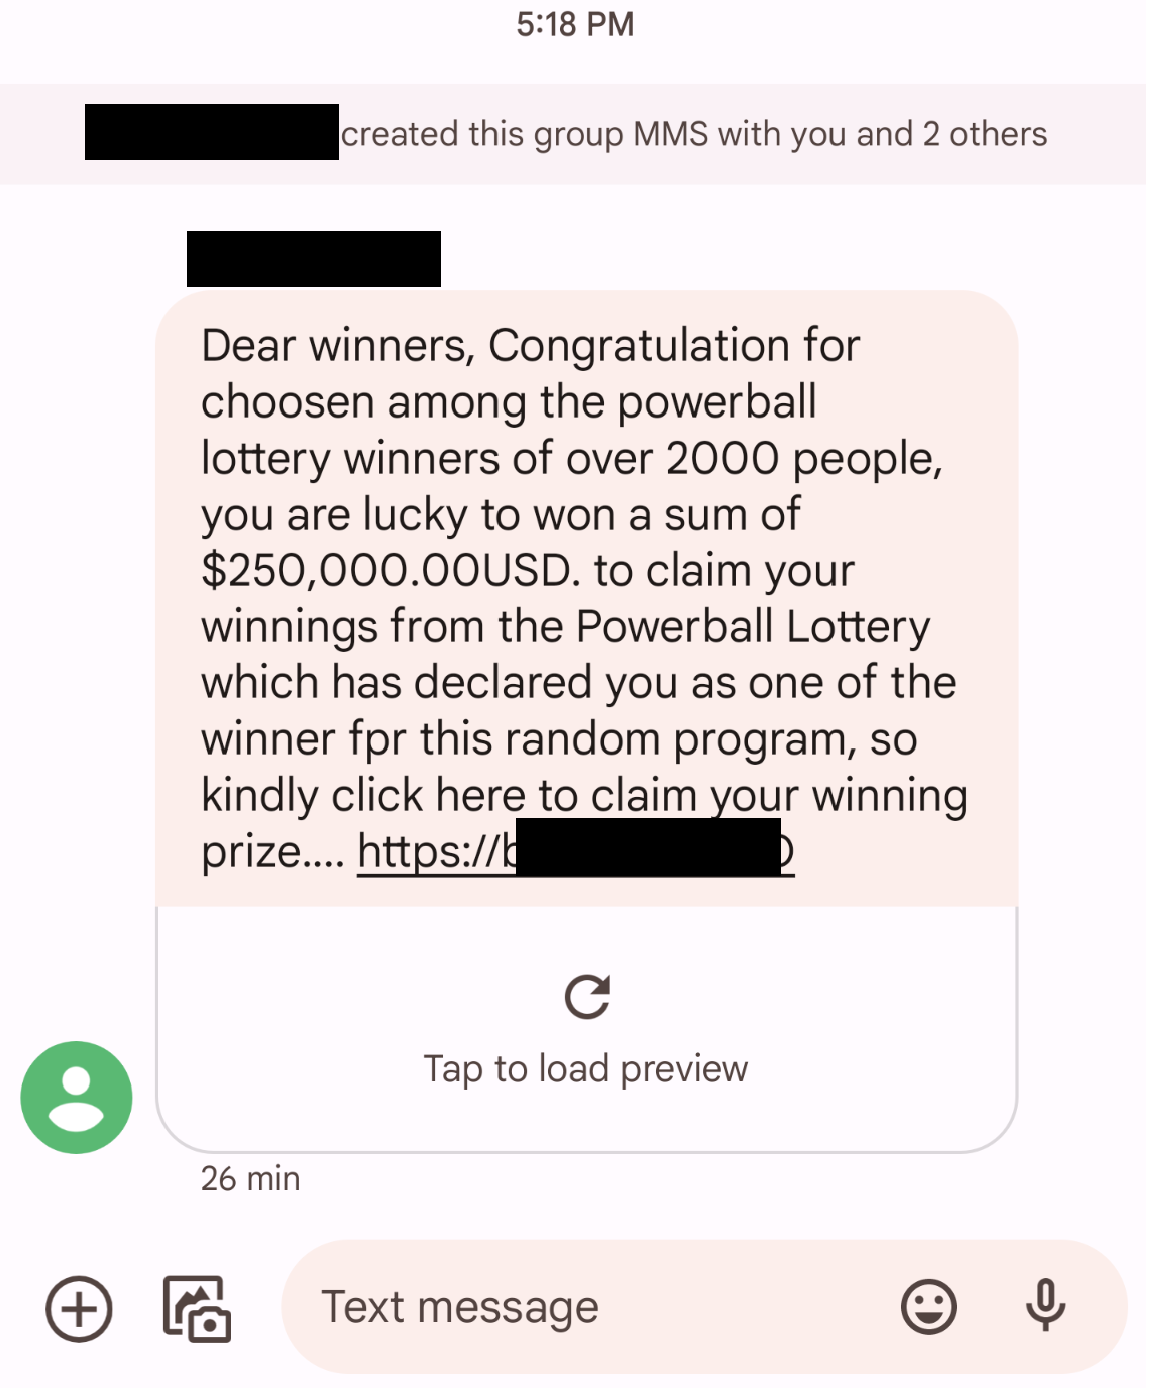 5:18 PM
created this group MMS with you and 2 others
Dear winners, Congratulation for
choosen among the powerball
lottery winners of over 2000 people,
you are lucky to won a sum of
$250,000.00USD. to claim your
winnings from the Powerball Lottery
which has declared you as one of the
winner fpr this random program, so
kindly click here to claim your winning
prize.... https://
Tap to load preview
26 min
Text message